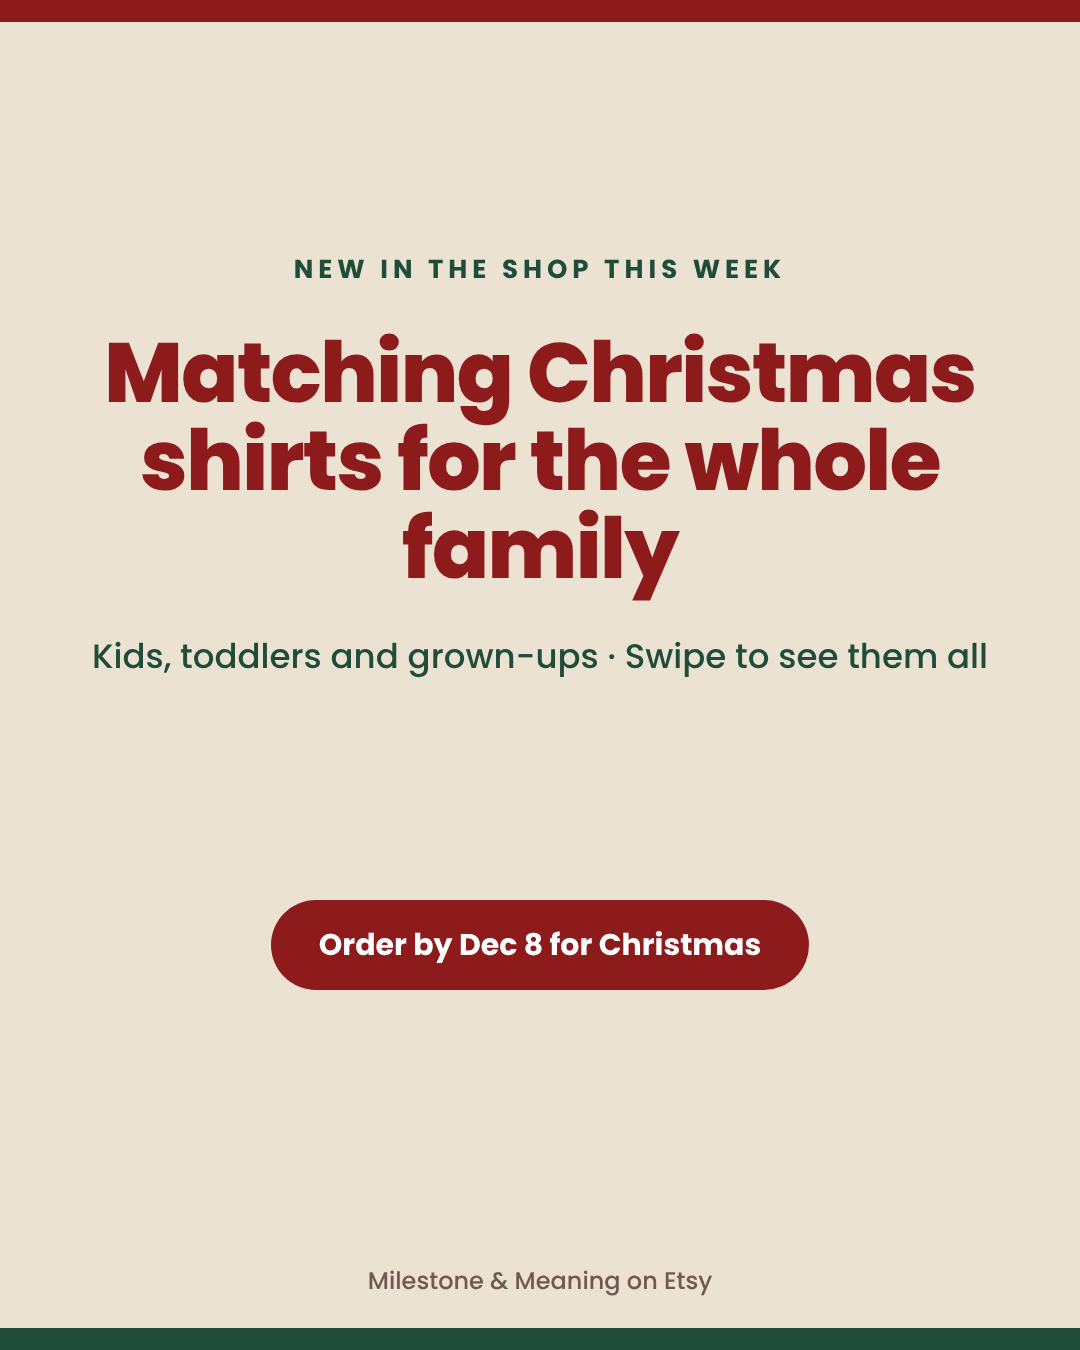 NEW IN THE SHOP THIS WEEK
Matching Christmas
shirts for the whole
family
Kids, toddlers and grown-ups · Swipe to see them all
Order by Dec 8 for Christmas
Milestone & Meaning on Etsy